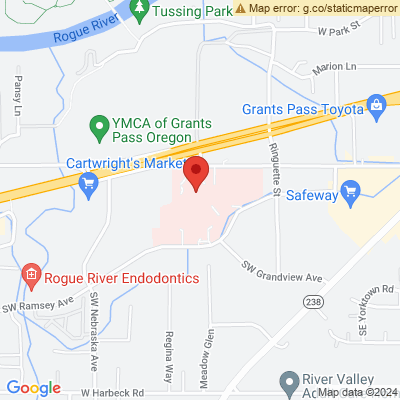 Map error: g.co/staticmaperror
Rogue River
Tussing Park
W Park St
Marion Ln
Pansy Ln
Grants Pass Toyota
YMCA of Grants
Pass Oregon
Ringuette St
Cartwright's Market
Safeway
SW Grandview Ave
Rogue River Endodontics
SW Ramsey Ave
SW Nebraska Ave
238
SE Yorktown Rd
Regina Way
Meadow Glen
River Valley
W Harbeck Rd
Google
Map data ©2024